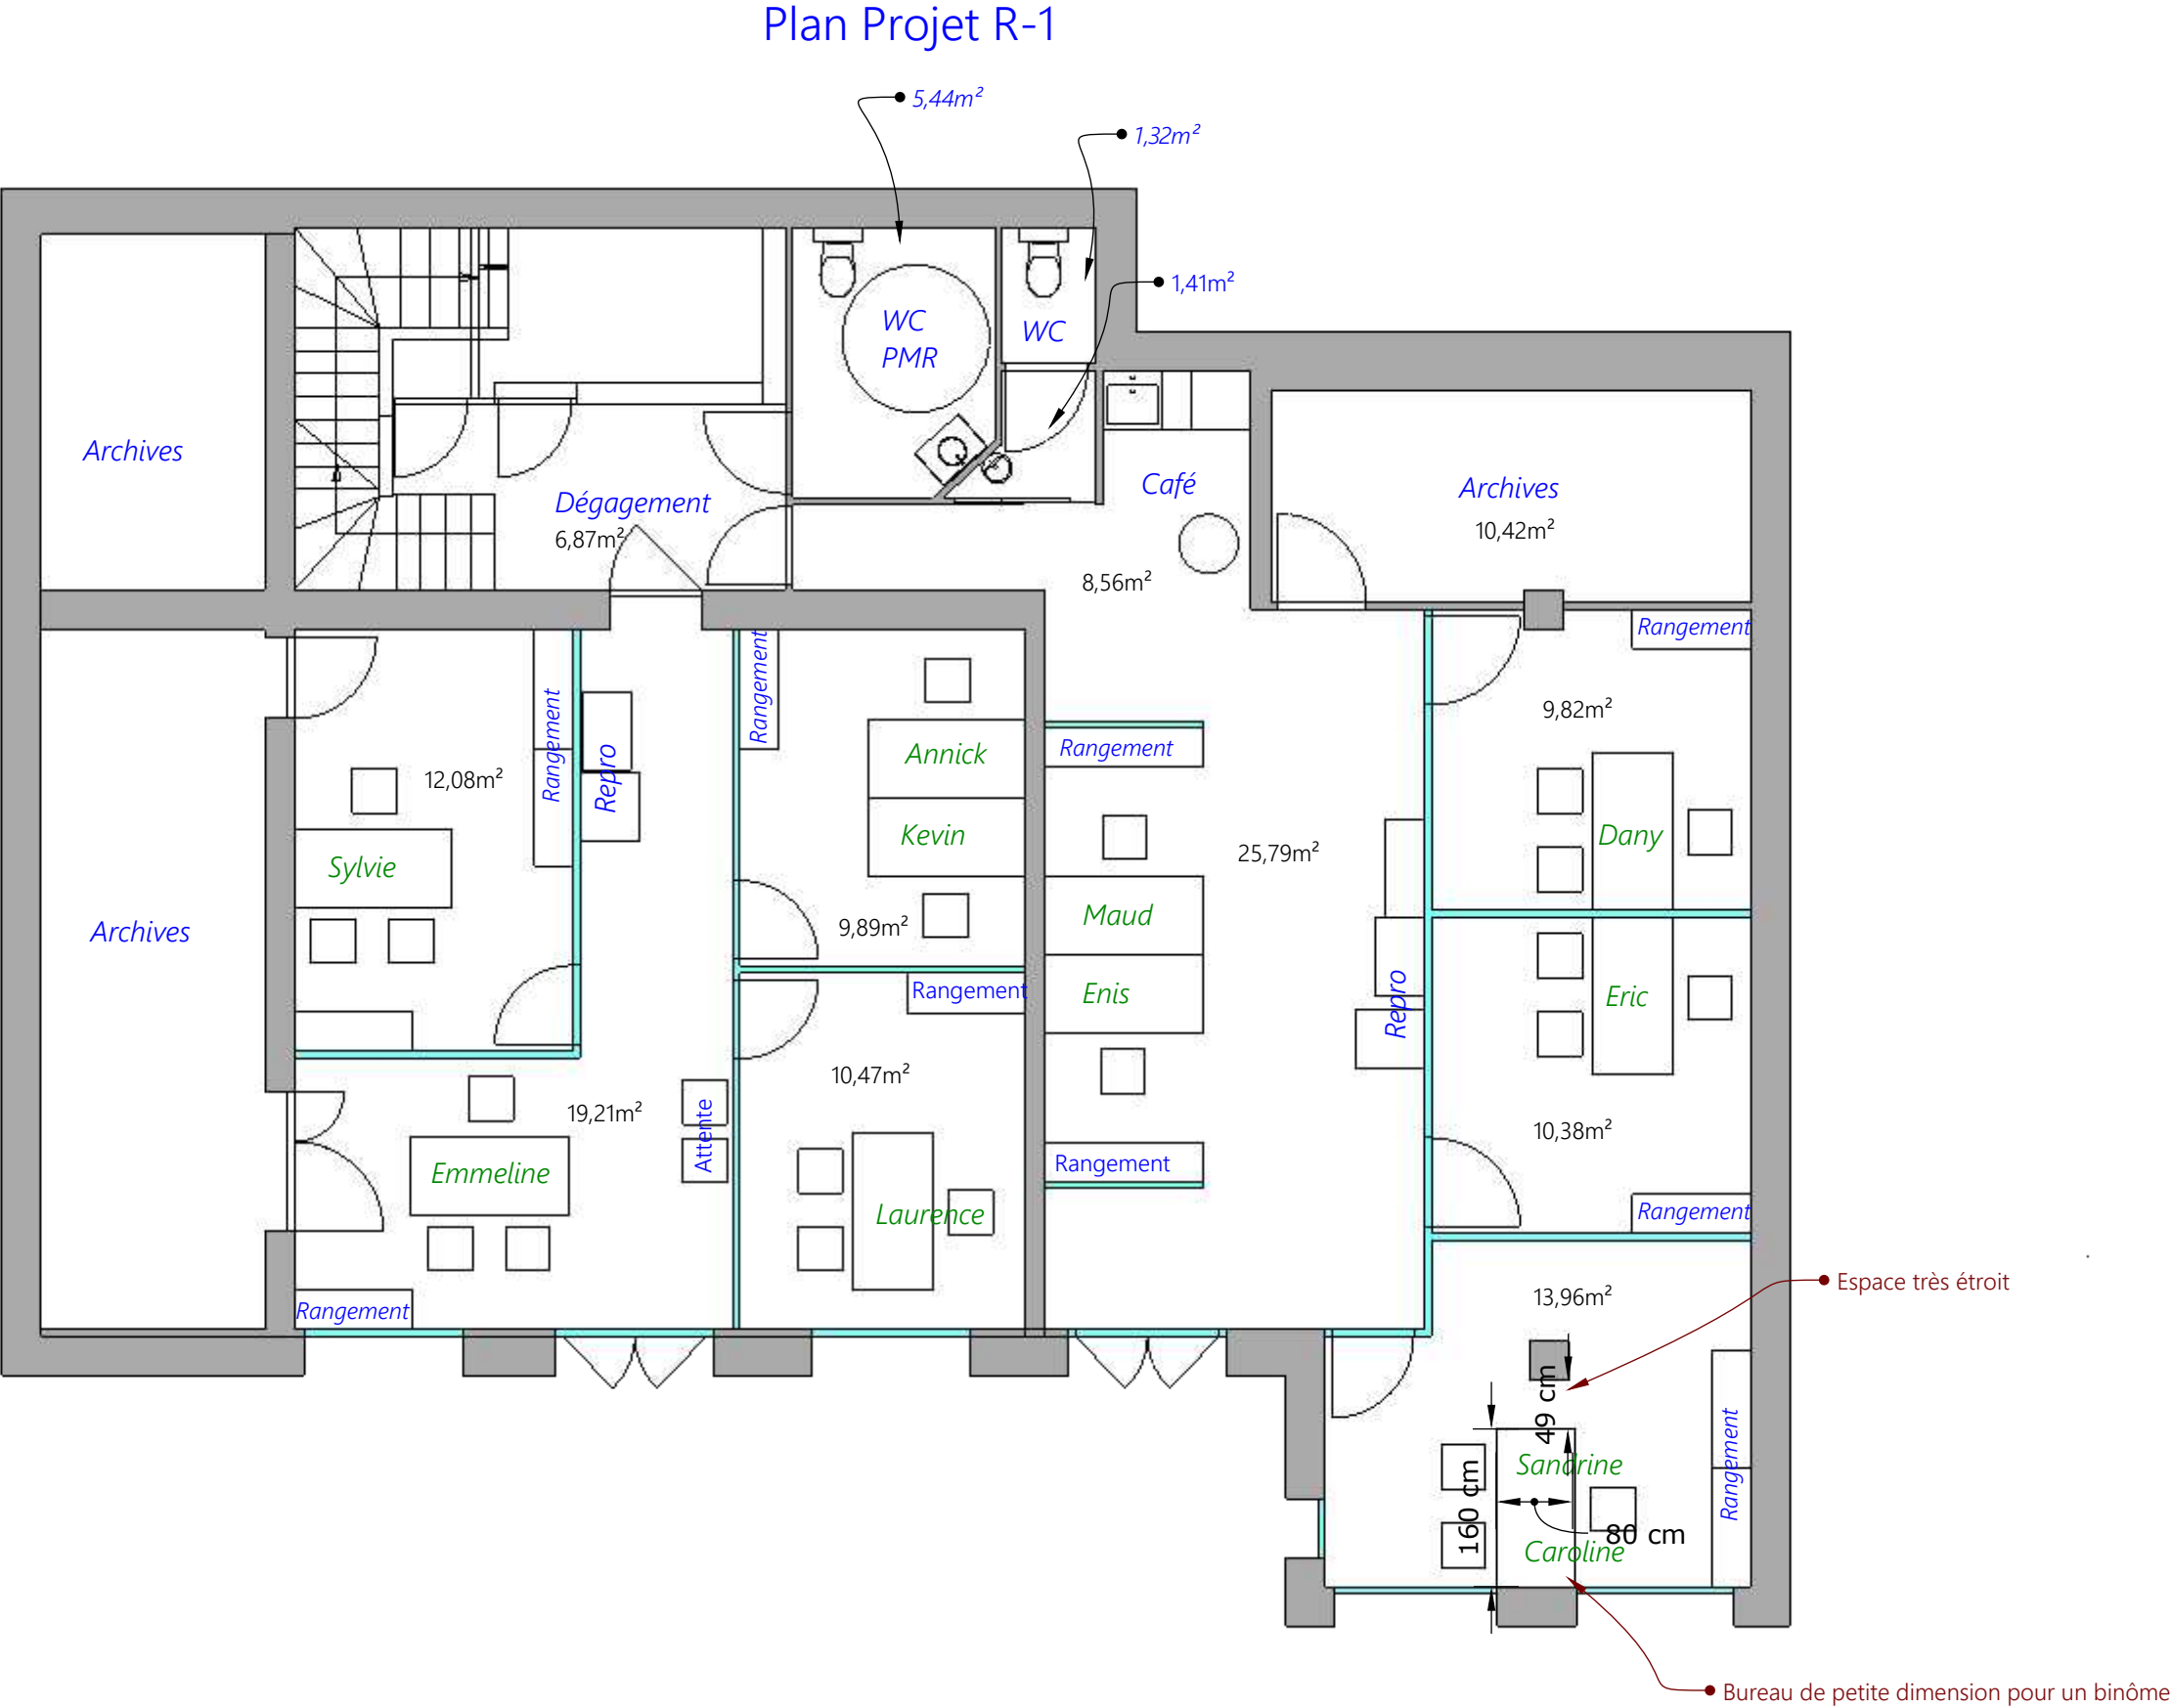 Plan Projet R-1
5,44m²
1,32m²
1,41m²
WC
PMR
WC
Archives
Dégagement
6,87m²
Café
8,56m²
Archives
10,42m²
Rangement
Rangement
Rangement
Repro
12,08m²
Sylvie
Annick
Kevin
9,89m²
Rangement
Maud
Enis
25,79m²
Repro
9,82m²
Dany
Eric
10,38m²
Rangement
Archives
Rangement
10,47m²
Laurence
19,21m²
Attente
Emmeline
Rangement
Rangement
13,96m²
Espace très étroit
49 cm
Sandrine
160 cm
80 cm
Caroline
Rangement
Bureau de petite dimension pour un binôme